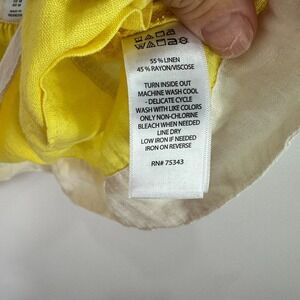 55% LINEN
45% RAYON/VISCOSE
TURN INSIDE OUT
MACHINE WASH COOL
- DELICATE CYCLE
WASH WITH LIKE COLORS
ONLY NON-CHLORINE
BLEACH WHEN NEEDED
LINE DRY
LOW IRON IF NEEDED
IRON ON REVERSE
RN# 75343